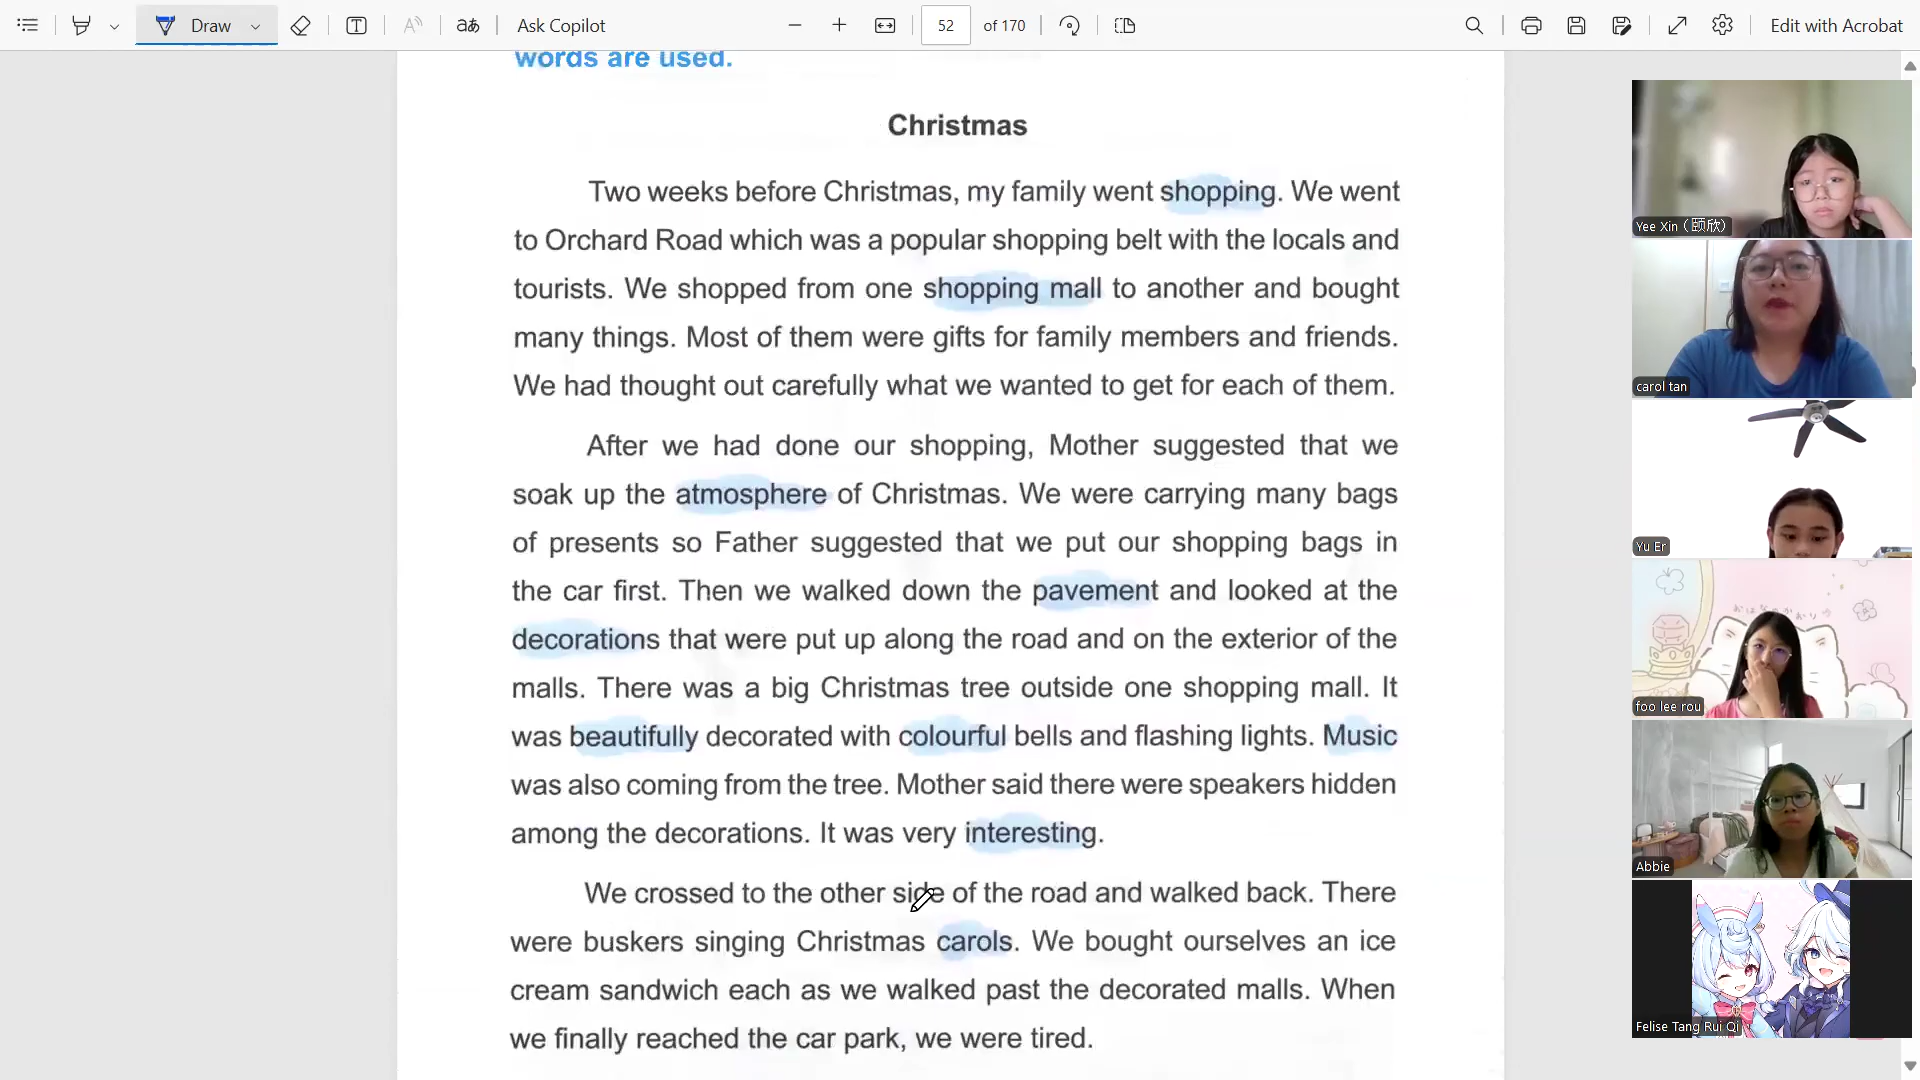 Draw
Ask Copilot
52 of 170
Edit with Acrobat
words are used.
Christmas
Two weeks before Christmas, my family went shopping. We went
to Orchard Road which was a popular shopping belt with the locals and
tourists. We shopped from one shopping mall to another and bought
many things. Most of them were gifts for family members and friends.
We had thought out carefully what we wanted to get for each of them.
After we had done our shopping, Mother suggested that we
soak up the atmosphere of Christmas. We were carrying many bags
of presents so Father suggested that we put our shopping bags in
the car first. Then we walked down the pavement and looked at the
decorations that were put up along the road and on the exterior of the
malls. There was a big Christmas tree outside one shopping mall. It
was beautifully decorated with colourful bells and flashing lights. Music
was also coming from the tree. Mother said there were speakers hidden
among the decorations. It was very interesting.
We crossed to the other side of the road and walked back. There
were buskers singing Christmas carols. We bought ourselves an ice
cream sandwich each as we walked past the decorated malls. When
we finally reached the car park, we were tired.
Yee Xin (颐欣)
carol tan
Yu Er
foo lee rou
Abbie
Felise Tang Rui Qi